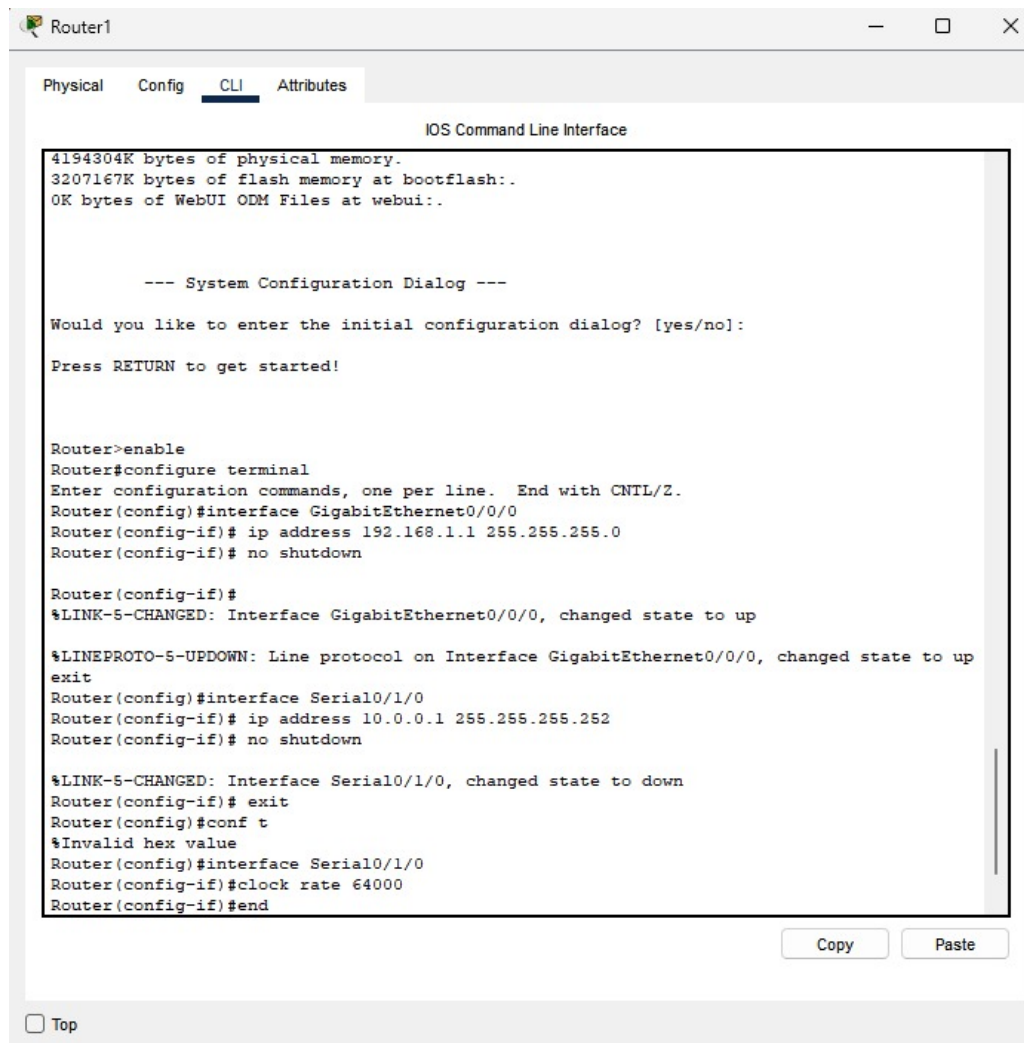 Router1
Physical Config CLI Attributes
IOS Command Line Interface
4194304K bytes of physical memory.
3207167K bytes of flash memory at bootflash:.
0K bytes of WebUI ODM Files at webui:.
--- System Configuration Dialog ---
Would you like to enter the initial configuration dialog? [yes/no]:
Press RETURN to get started!
Router>enable
Router#configure terminal
Enter configuration commands, one per line.  End with CNTL/Z.
Router(config)#interface GigabitEthernet0/0/0
Router(config-if)# ip address 192.168.1.1 255.255.255.0
Router(config-if)# no shutdown
Router(config-if)#
%LINK-5-CHANGED: Interface GigabitEthernet0/0/0, changed state to up
%LINEPROTO-5-UPDOWN: Line protocol on Interface GigabitEthernet0/0/0, changed state to up
exit
Router(config)#interface Serial0/1/0
Router(config-if)# ip address 10.0.0.1 255.255.255.252
Router(config-if)# no shutdown
%LINK-5-CHANGED: Interface Serial0/1/0, changed state to down
Router(config-if)# exit
Router(config)#conf t
%Invalid hex value
Router(config)#interface Serial0/1/0
Router(config-if)#clock rate 64000
Router(config-if)#end
Copy Paste
Top